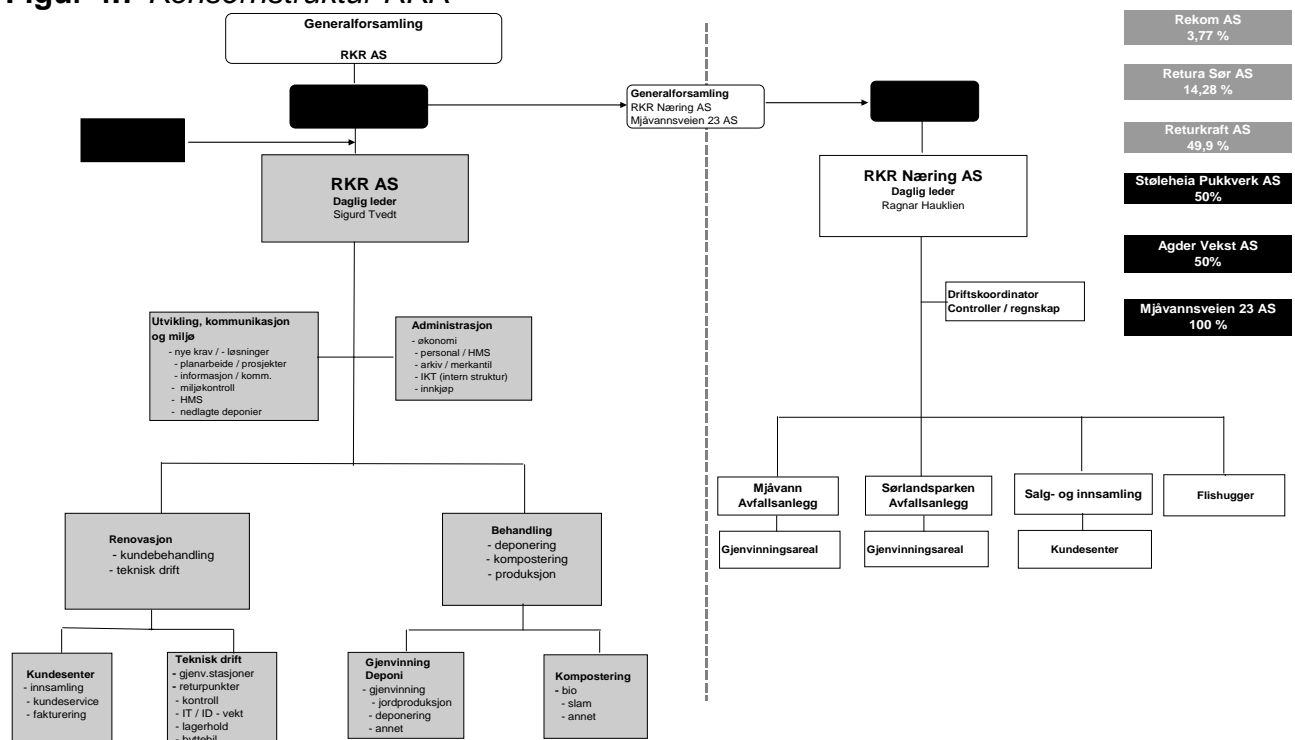 Generalforsamling
RKR AS
Generalforsamling
RKR Næring AS
Mjåvannsveien 23 AS
RKR AS
Daglig leder
Sigurd Tvedt
RKR Næring AS
Daglig leder
Ragnar Hauklien
Rekom AS
3,77 %
Retura Sør AS
14,28 %
Returkraft AS
49,9 %
Støleheia Pukkverk AS
50%
Agder Vekst AS
50%
Mjåvannsveien 23 AS
100 %
Driftskoordinator
Controller / regnskap
Utvikling, kommunikasjon
og miljø
- nye krav / - løsninger
- planarbeide / prosjekter
- informasjon / komm.
- miljøkontroll
- HMS
- nedlagte deponier
Administrasjon
- økonomi
- personal / HMS
- arkiv / merkantil
- IKT (intern struktur)
- innkjøp
Mjåvann
Avfallsanlegg
Gjenvinningsareal
Sørlandsparken
Avfallsanlegg
Gjenvinningsareal
Salg- og innsamling
Kundesenter
Flishugger
Renovasjon
- kundebehandling
- teknisk drift
Behandling
- deponering
- kompostering
- produksjon
Kundesenter
- innsamling
- kundeservice
- fakturering
Teknisk drift
- gjenv.stasjoner
- returpunkter
- kontroll
- IT / ID - vekt
- lagerhold
Gjenvinning
Deponi
- gjenvinning
- jordproduksjon
- deponering
- annet
Kompostering
- bio
- slam
- annet